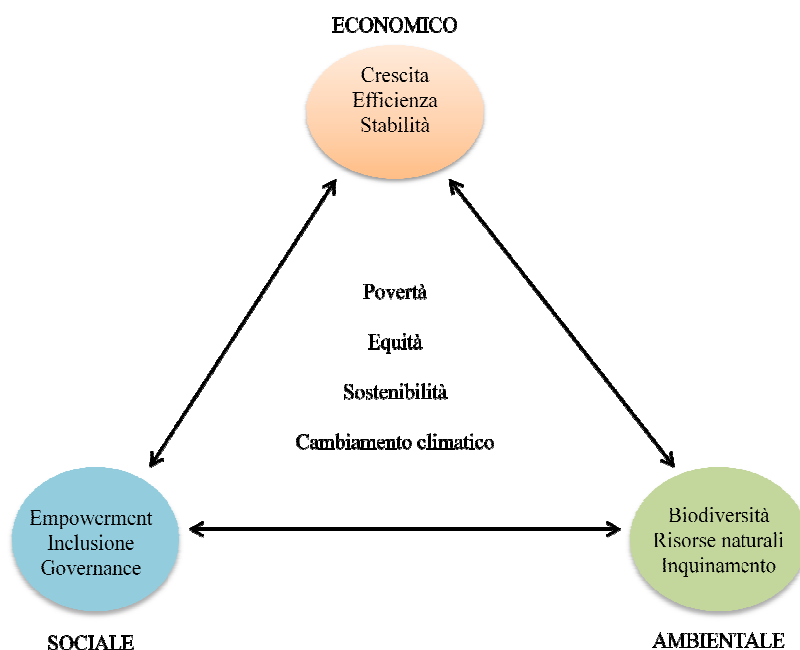 ECONOMICO
Crescita
Efficienza
Stabilità
Povertà
Equità
Sostenibilità
Cambiamento climatico
Empowerment
Inclusione
Governance
SOCIALE
Biodiversità
Risorse naturali
Inquinamento
AMBIENTALE